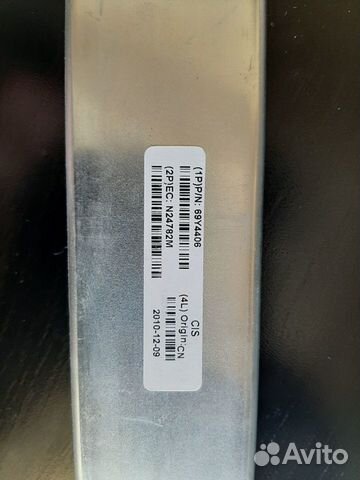 (1P)P/N: 69Y4406
(2P)EC: N24782M
CIS
(4L) Origin:CN
2010-12-09
Avito